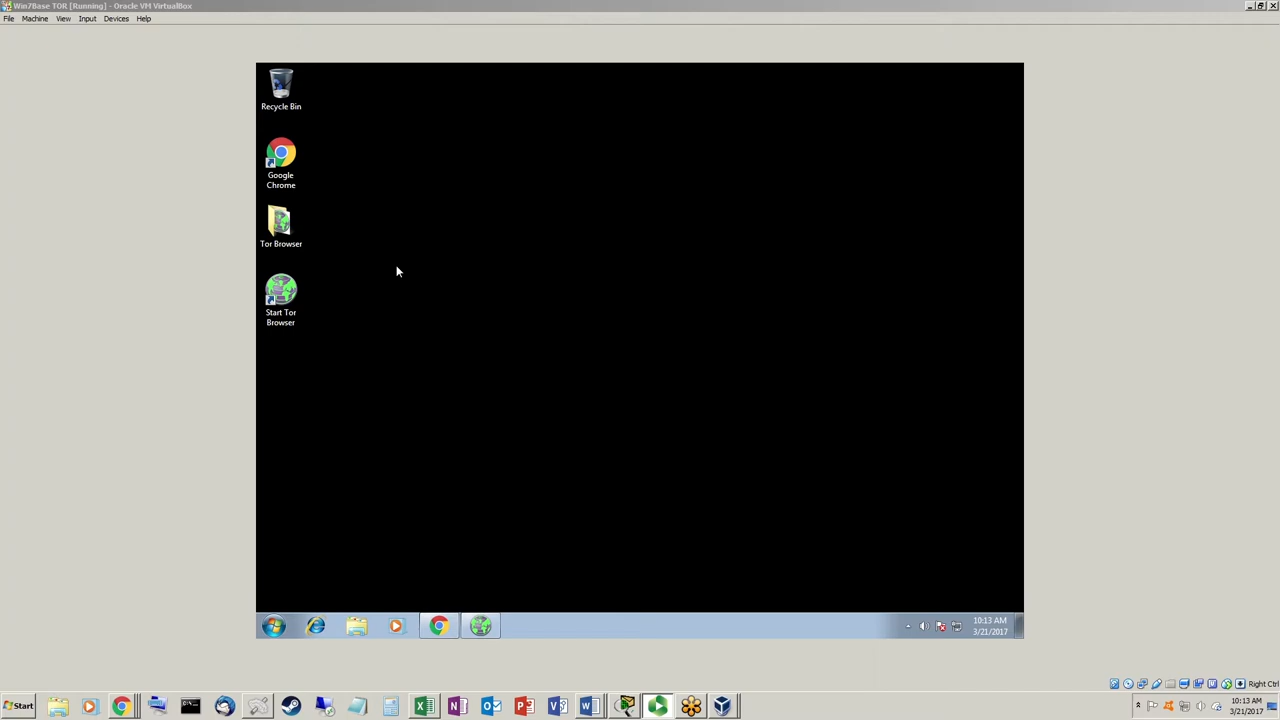 Win7Base TOR [Running] - Oracle VM VirtualBox
File Machine View Input Devices Help
Recycle Bin
Google
Chrome
Tor Browser
Start Tor
Browser
10:13 AM
3/21/2017
Right Ctrl
Start
10:13 AM
3/21/2017